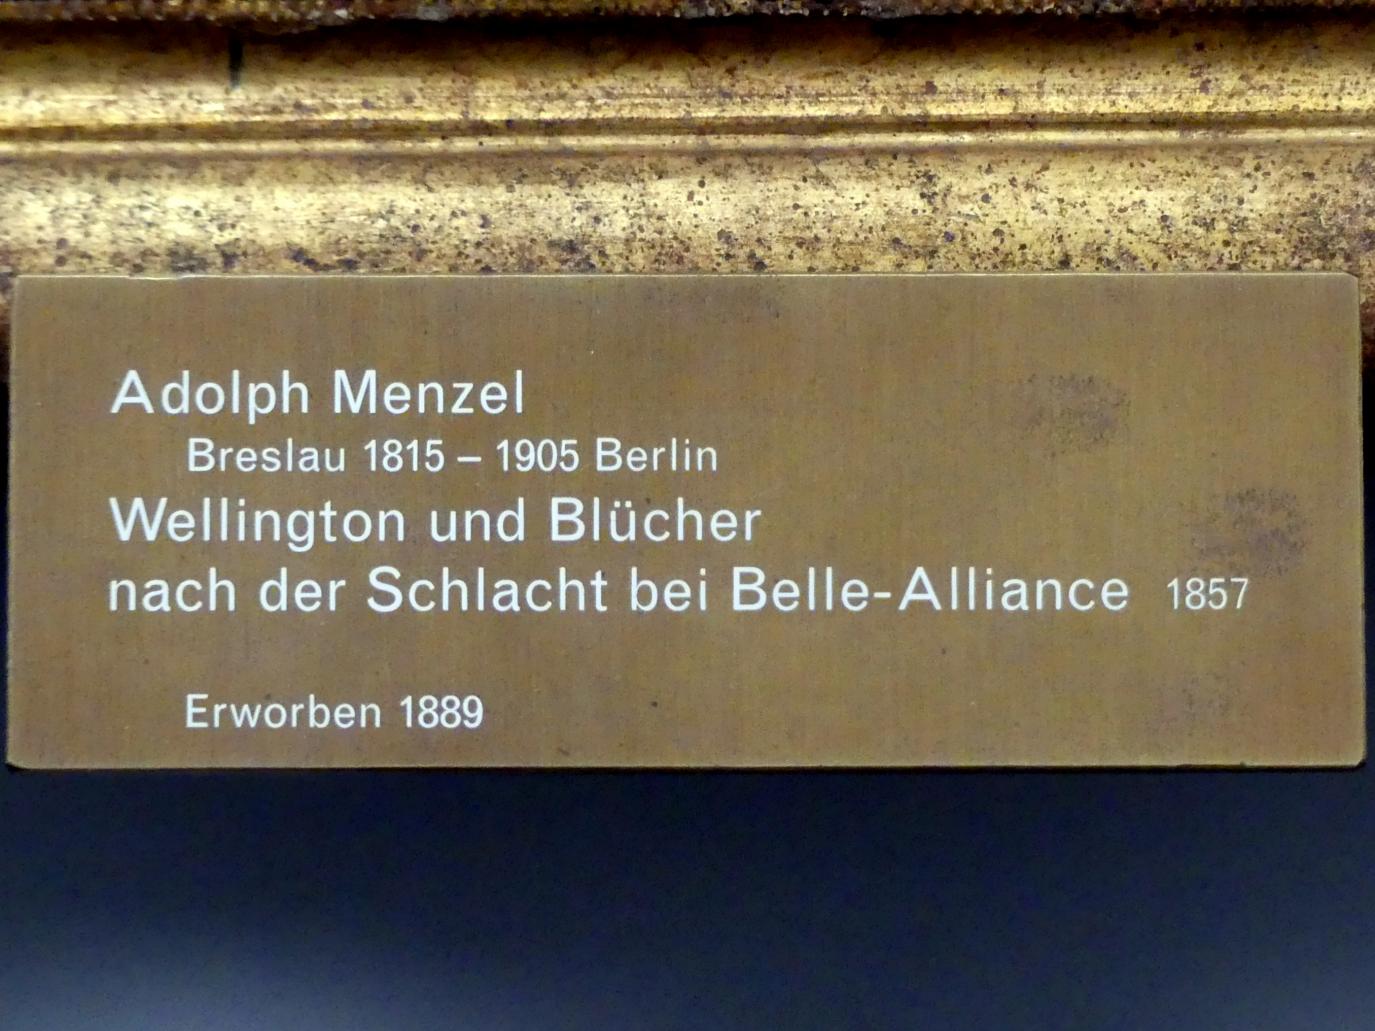 Adolph Menzel
Breslau 1815 – 1905 Berlin
Wellington und Blücher
nach der Schlacht bei Belle-Alliance 1857
Erworben 1889